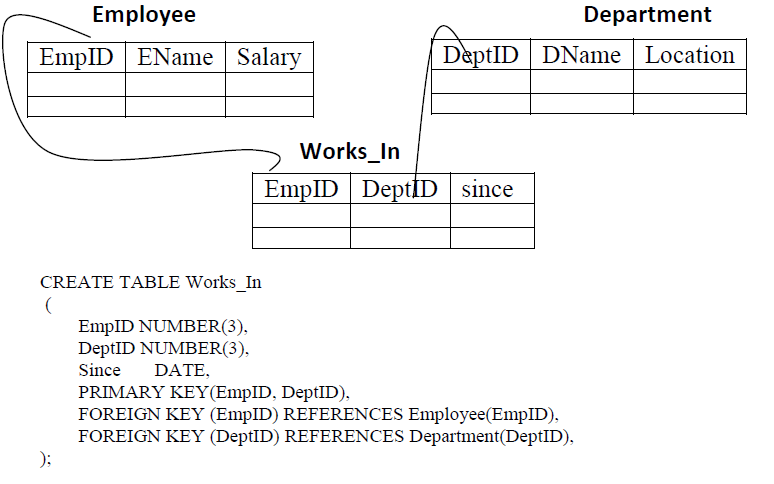 Employee
Department
EmpID EName Salary
DeptID DName Location
Works_In
EmpID DeptID since
CREATE TABLE Works_In
(
EmpID NUMBER(3),
DeptID NUMBER(3),
Since DATE,
PRIMARY KEY(EmpID, DeptID),
FOREIGN KEY (EmpID) REFERENCES Employee(EmpID),
FOREIGN KEY (DeptID) REFERENCES Department(DeptID),
);